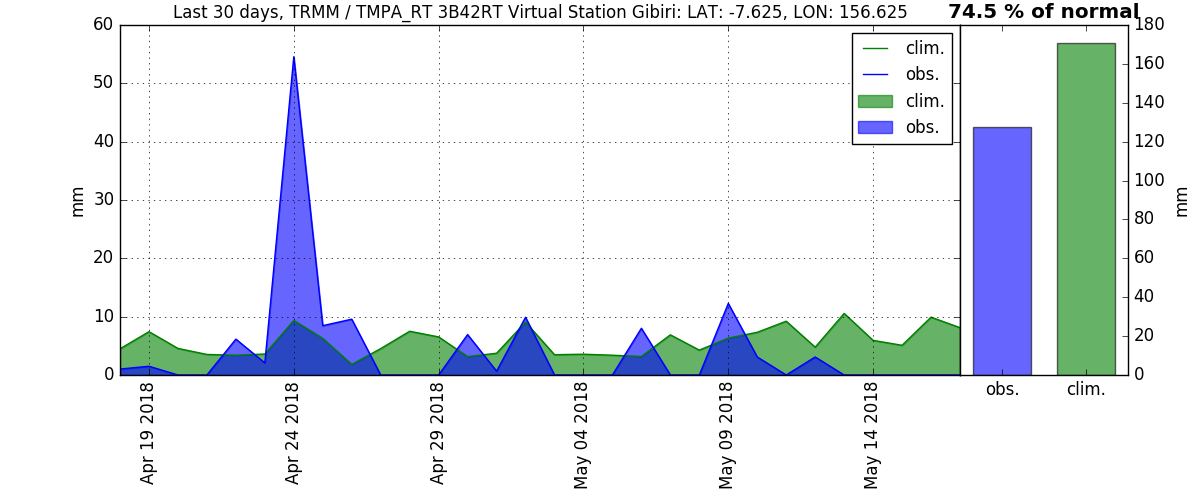 Last 30 days, TRMM / TMPA_RT 3B42RT Virtual Station Gibiri: LAT: -7.625, LON: 156.625
74.5 % of normal
60
50
40
30
20
10
0
mm
clim.
obs.
clim.
obs.
Apr 19 2018
Apr 24 2018
Apr 29 2018
May 04 2018
May 09 2018
May 14 2018
180
160
140
120
100
80
60
40
20
0
mm
obs.
clim.